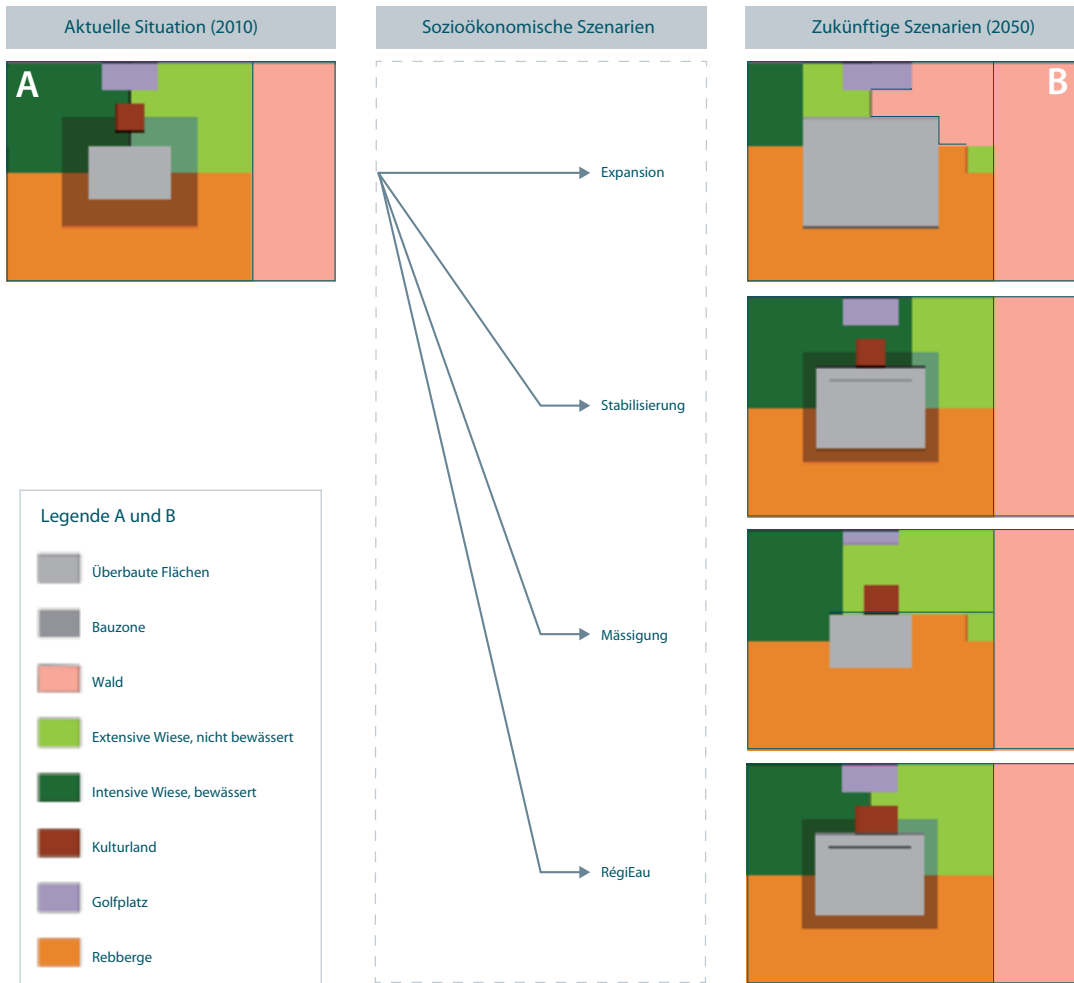 Aktuelle Situation (2010)
Sozioökonomische Szenarien
Zukünftige Szenarien (2050)
A
B
Expansion
Stabilisierung
Mässigung
RégiEau
Legende A und B
Überbaute Flächen
Bauzone
Wald
Extensive Wiese, nicht bewässert
Intensive Wiese, bewässert
Kulturland
Golfplatz
Rebberge